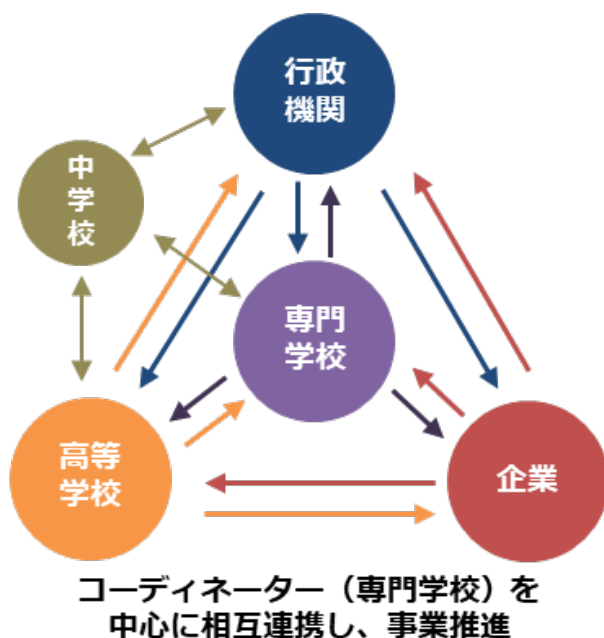 行政
機関
中
学
校
専門
学校
高等
学校
企業
コーディネーター（専門学校）を
中心に相互連携し、事業推進